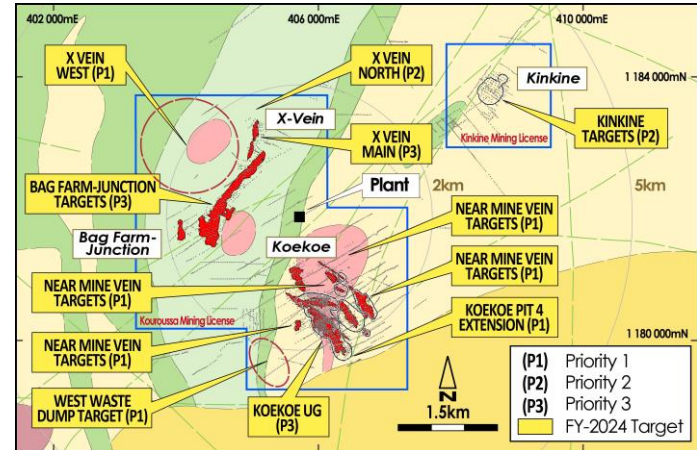 402 000mE
406 000mE
410 000mE
X VEIN
WEST (P1)
X VEIN
NORTH (P2)
Kinkine
1 184 000mN
X-Vein
X VEIN
MAIN (P3)
KINKINE
TARGETS (P2)
Kinkine Mining License
BAG FARM-JUNCTION
TARGETS (P3)
Plant
2km
5km
NEAR MINE VEIN
TARGETS (P1)
Bag Farm-
Junction
Koekoe
NEAR MINE VEIN
TARGETS (P1)
NEAR MINE VEIN
TARGETS (P1)
Kouroussa Mining License
KOEKOE PIT 4
EXTENSION (P1)
NEAR MINE VEIN
TARGETS (P1)
1 180 000mN
WEST WASTE
DUMP TARGET (P1)
KOEKOE UG
(P3)
N
1.5km
(P1) Priority 1
(P2) Priority 2
(P3) Priority 3
FY-2024 Target